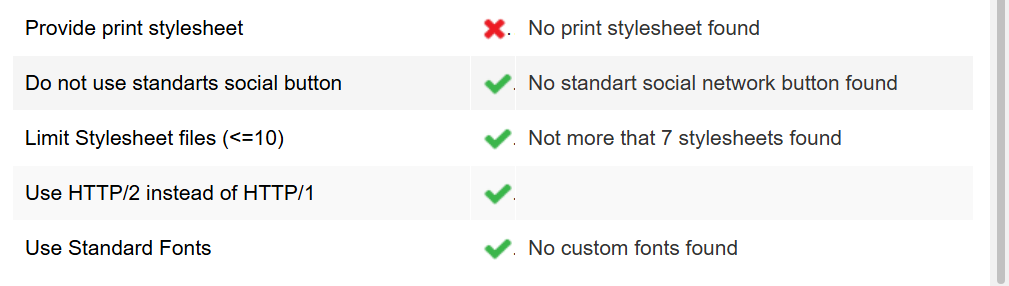 Provide print stylesheet . No print stylesheet found
Do not use standarts social button . No standart social network button found
Limit Stylesheet files (<=10) . Not more that 7 stylesheets found
Use HTTP/2 instead of HTTP/1 .
Use Standard Fonts . No custom fonts found